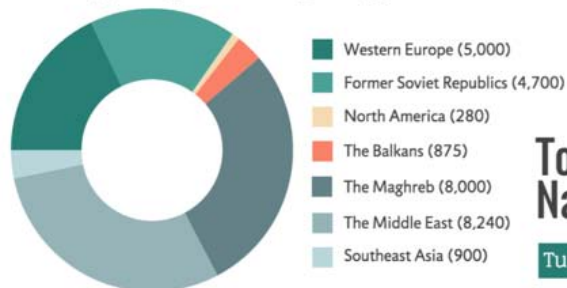 Western Europe (5,000)
Former Soviet Republics (4,700)
North America (280)
The Balkans (875)
The Maghreb (8,000)
The Middle East (8,240)
Southeast Asia (900)